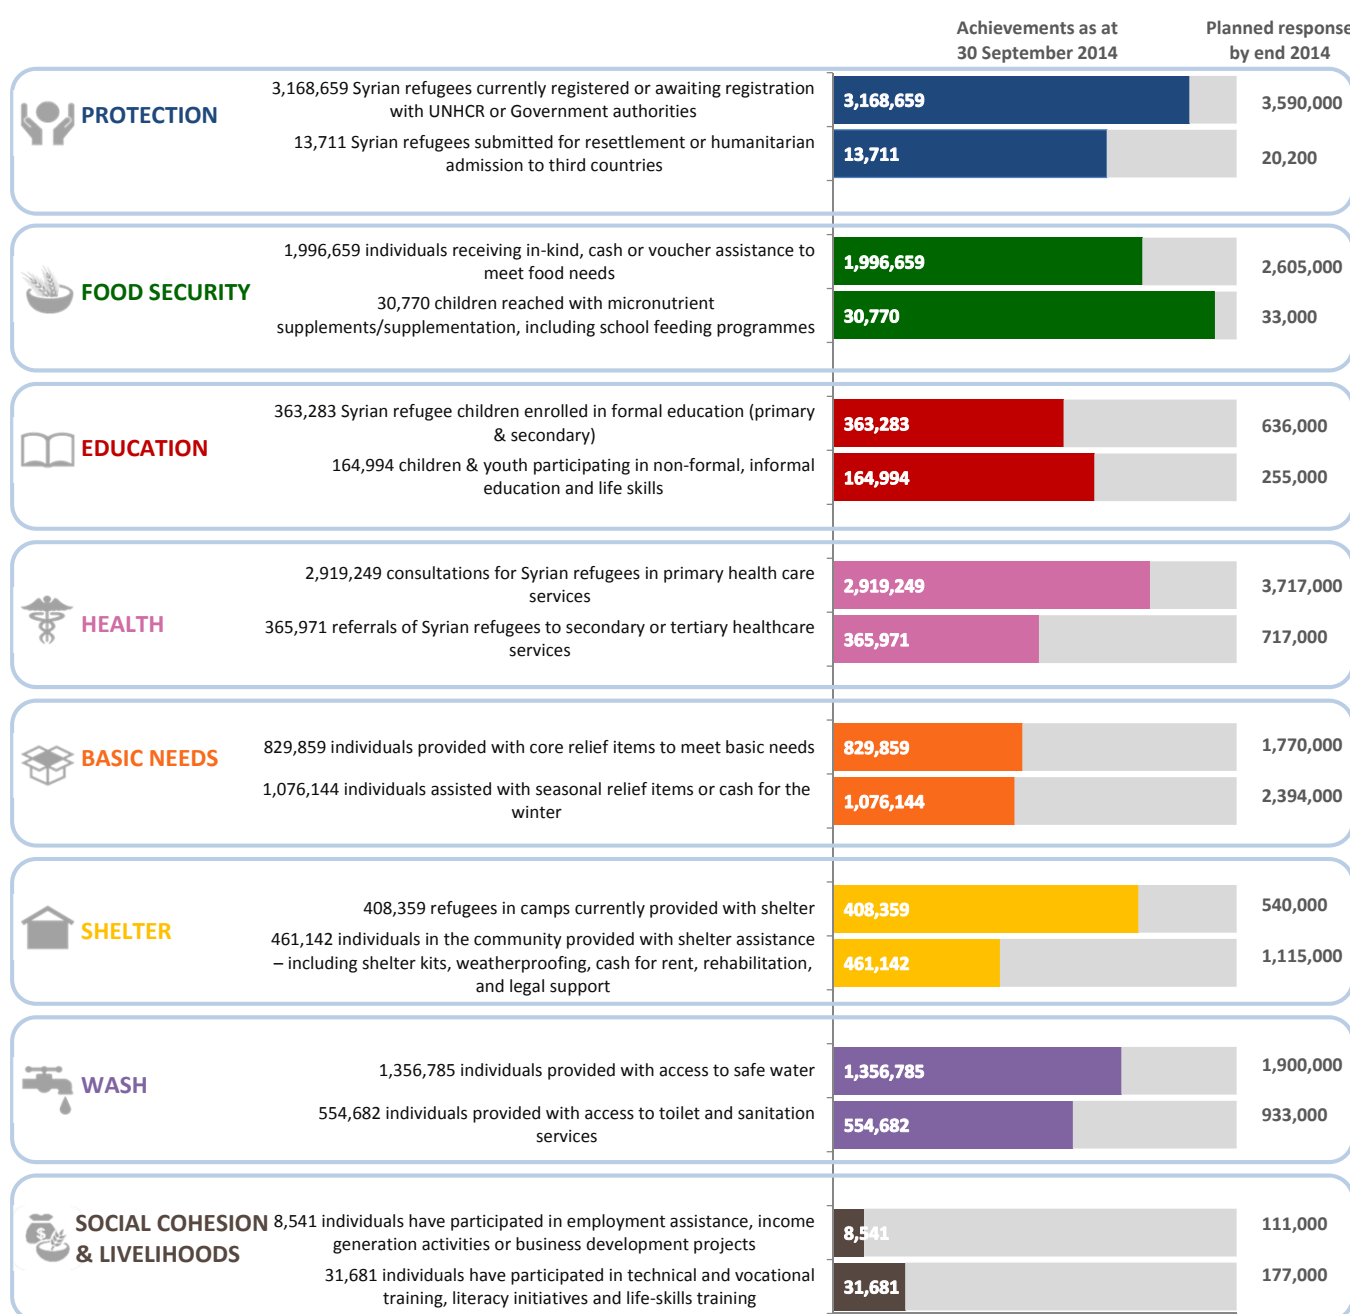 Achievements as at
30 September 2014
Planned response
by end 2014
PROTECTION
3,168,659 Syrian refugees currently registered or awaiting registration
with UNHCR or Government authorities
3,168,659
3,590,000
13,711 Syrian refugees submitted for resettlement or humanitarian
admission to third countries
13,711
20,200
FOOD SECURITY
1,996,659 individuals receiving in-kind, cash or voucher assistance to
meet food needs
1,996,659
2,605,000
30,770 children reached with micronutrient
supplements/supplementation, including school feeding programmes
30,770
33,000
EDUCATION
363,283 Syrian refugee children enrolled in formal education (primary
& secondary)
363,283
636,000
164,994 children & youth participating in non-formal, informal
education and life skills
164,994
255,000
HEALTH
2,919,249 consultations for Syrian refugees in primary health care
services
2,919,249
3,717,000
365,971 referrals of Syrian refugees to secondary or tertiary healthcare
services
365,971
717,000
BASIC NEEDS
829,859 individuals provided with core relief items to meet basic needs
829,859
1,770,000
1,076,144 individuals assisted with seasonal relief items or cash for the
winter
1,076,144
2,394,000
SHELTER
408,359 refugees in camps currently provided with shelter
408,359
540,000
461,142 individuals in the community provided with shelter assistance
– including shelter kits, weatherproofing, cash for rent, rehabilitation,
and legal support
461,142
1,115,000
WASH
1,356,785 individuals provided with access to safe water
1,356,785
1,900,000
554,682 individuals provided with access to toilet and sanitation
services
554,682
933,000
SOCIAL COHESION
& LIVELIHOODS
8,541 individuals have participated in employment assistance, income
generation activities or business development projects
8,541
111,000
31,681 individuals have participated in technical and vocational
training, literacy initiatives and life-skills training
31,681
177,000